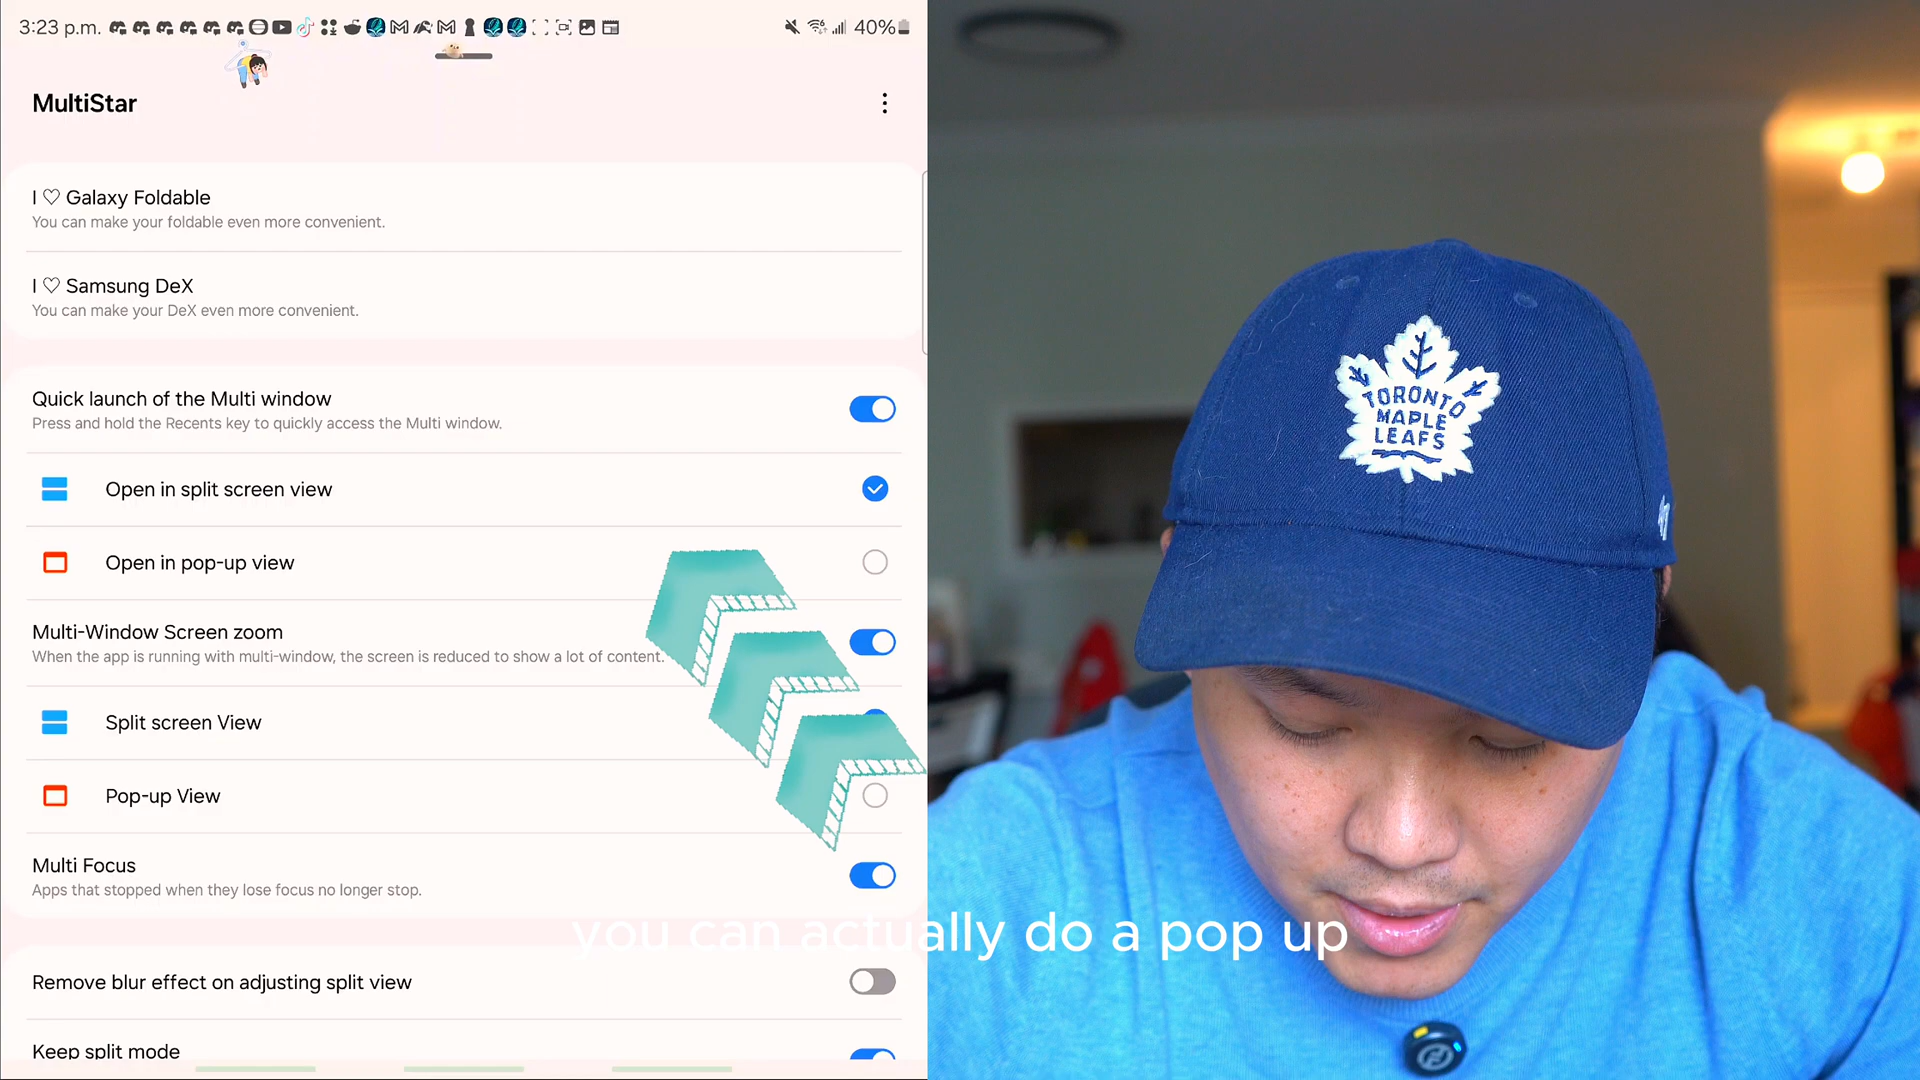 3:23 p.m.
40%
MultiStar
I ♡ Galaxy Foldable
You can make your foldable even more convenient.
I ♡ Samsung DeX
You can make your DeX even more convenient.
Quick launch of the Multi window
Press and hold the Recents key to quickly access the Multi window.
Open in split screen view
Open in pop-up view
Multi-Window Screen zoom
When the app is running with multi-window, the screen is reduced to show a lot of content.
Split screen View
Pop-up View
Multi Focus
Apps that stopped when they lose focus no longer stop.
Remove blur effect on adjusting split view
Keep split mode
TORONTO
MAPLE
LEAFS
you can actually do a pop up